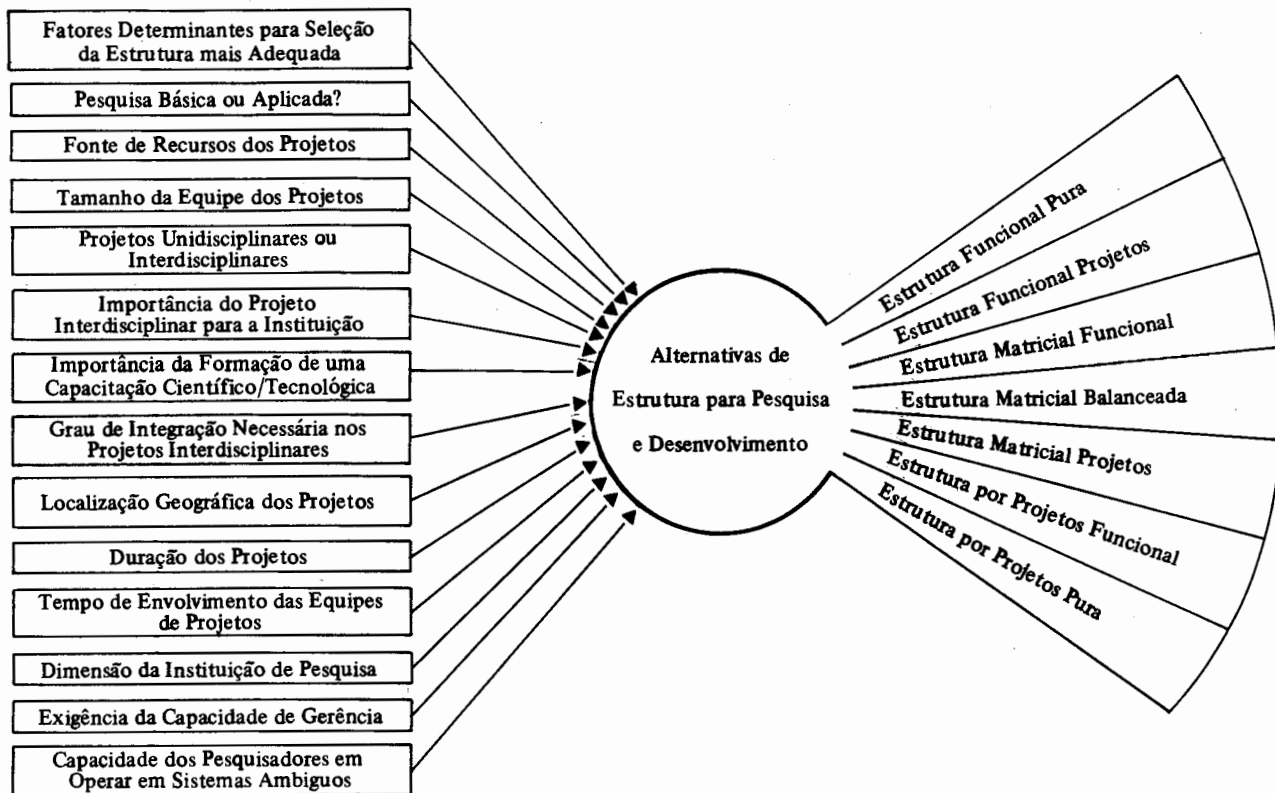 Fatores Determinantes para Seleção
da Estrutura mais Adequada
Pesquisa Básica ou Aplicada?
Fonte de Recursos dos Projetos
Tamanho da Equipe dos Projetos
Projetos Unidisciplinares ou
Interdisciplinares
Importância do Projeto
Interdisciplinar para a Instituição
Importância da Formação de uma
Capacitação Científico/Tecnológica
Grau de Integração Necessária nos
Projetos Interdisciplinares
Localização Geográfica dos Projetos
Duração dos Projetos
Tempo de Envolvimento das Equipes
de Projetos
Dimensão da Instituição de Pesquisa
Exigência da Capacidade de Gerência
Capacidade dos Pesquisadores em
Operar em Sistemas Ambiguos
Alternativas de
Estrutura para Pesquisa
e Desenvolvimento
Estrutura Funcional Pura
Estrutura Funcional Projetos
Estrutura Matricial Funcional
Estrutura Matricial Balanceada
Estrutura Matricial Projetos
Estrutura por Projetos Funcional
Estrutura por Projetos Pura